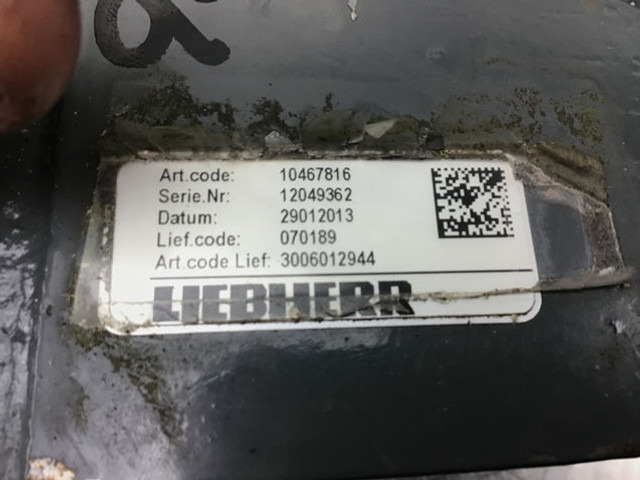 Art.code: 10467816
Serie.Nr: 12049362
Datum: 29012013
Lief.code: 070189
Art.code Lief: 3006012944
LIEBHERR